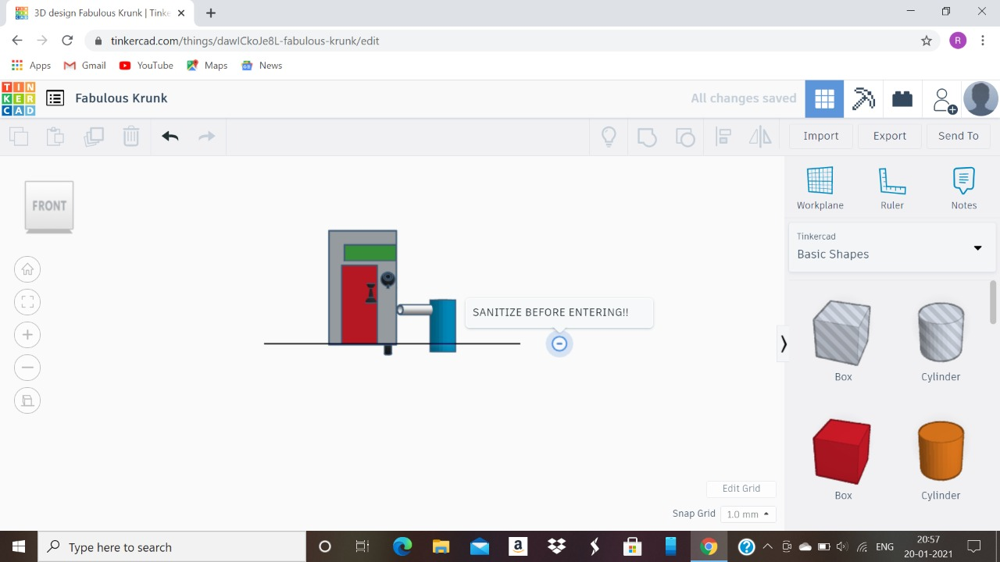 3D design Fabulous Krunk | Tinke
tinkercad.com/things/dawICkoJe8L-fabulous-krunk/edit
R
Apps Gmail YouTube Maps News
TIN
KER
CAD
Fabulous Krunk
All changes saved
Import Export Send To
FRONT
Workplane Ruler Notes
Tinkercad
Basic Shapes
SANITIZE BEFORE ENTERING!!
Box Cylinder
Box Cylinder
Edit Grid
Snap Grid 1.0 mm
Type here to search
ENG
20:57
20-01-2021